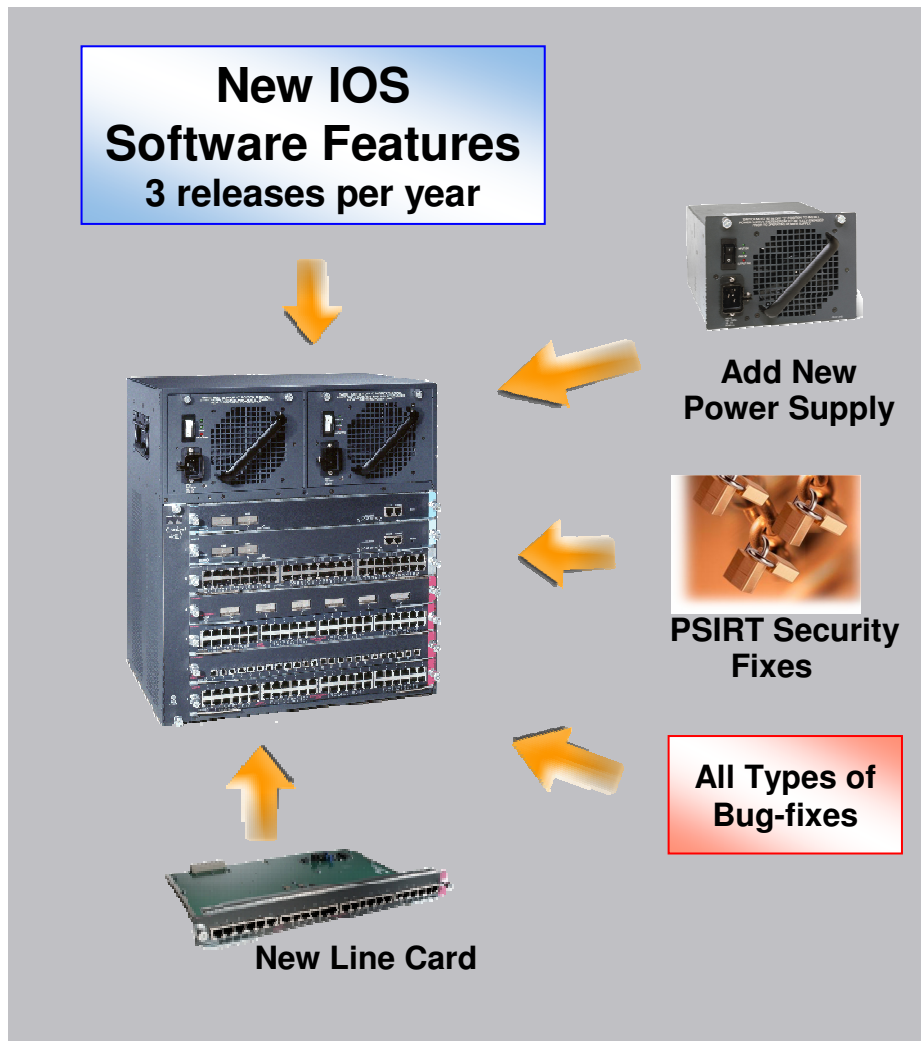 New IOS
Software Features
3 releases per year
Add New
Power Supply
PSIRT Security
Fixes
All Types of
Bug-fixes
New Line Card